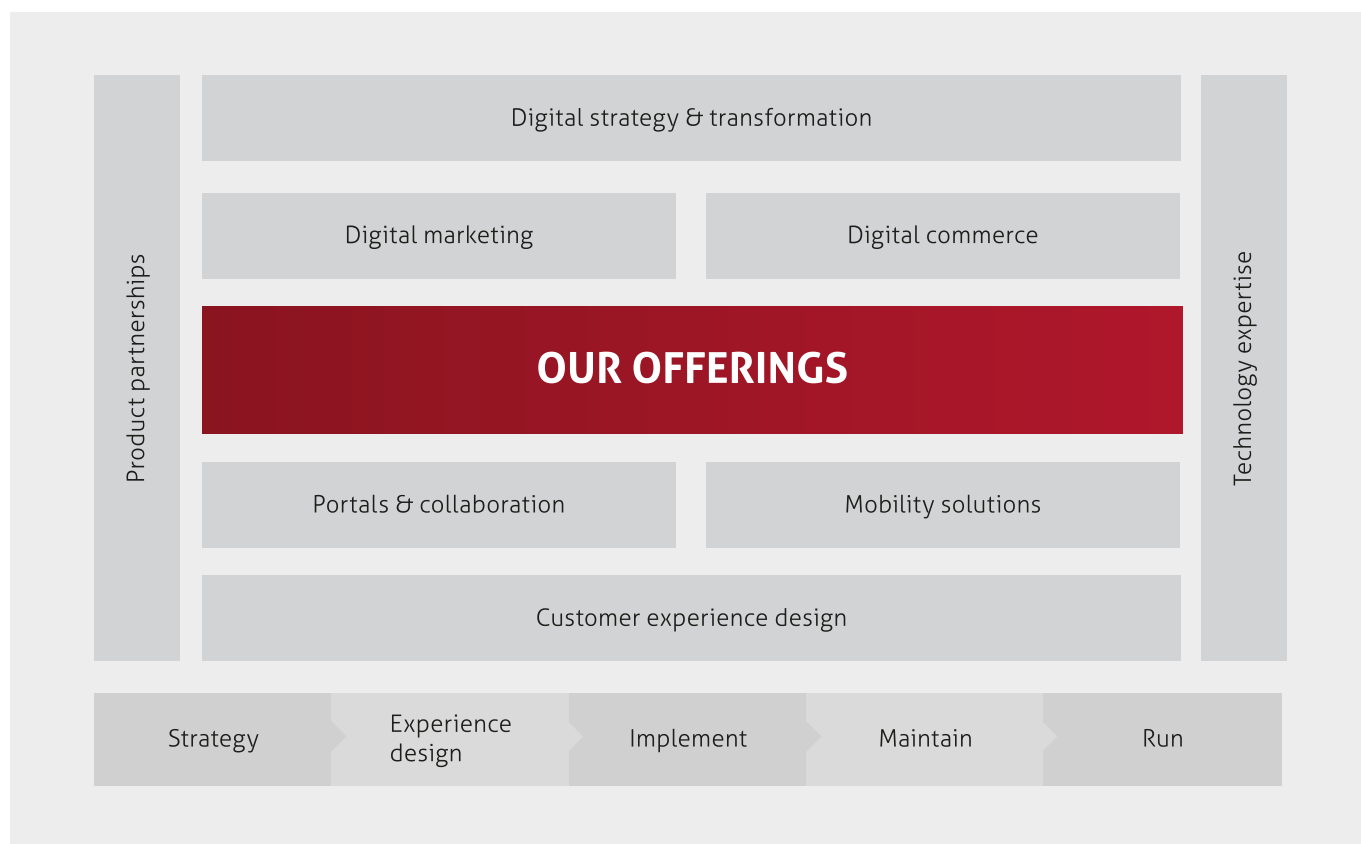 Digital strategy & transformation
Product partnerships
Digital marketing
Digital commerce
Technology expertise
OUR OFFERINGS
Portals & collaboration
Mobility solutions
Customer experience design
Strategy
Experience
design
Implement
Maintain
Run